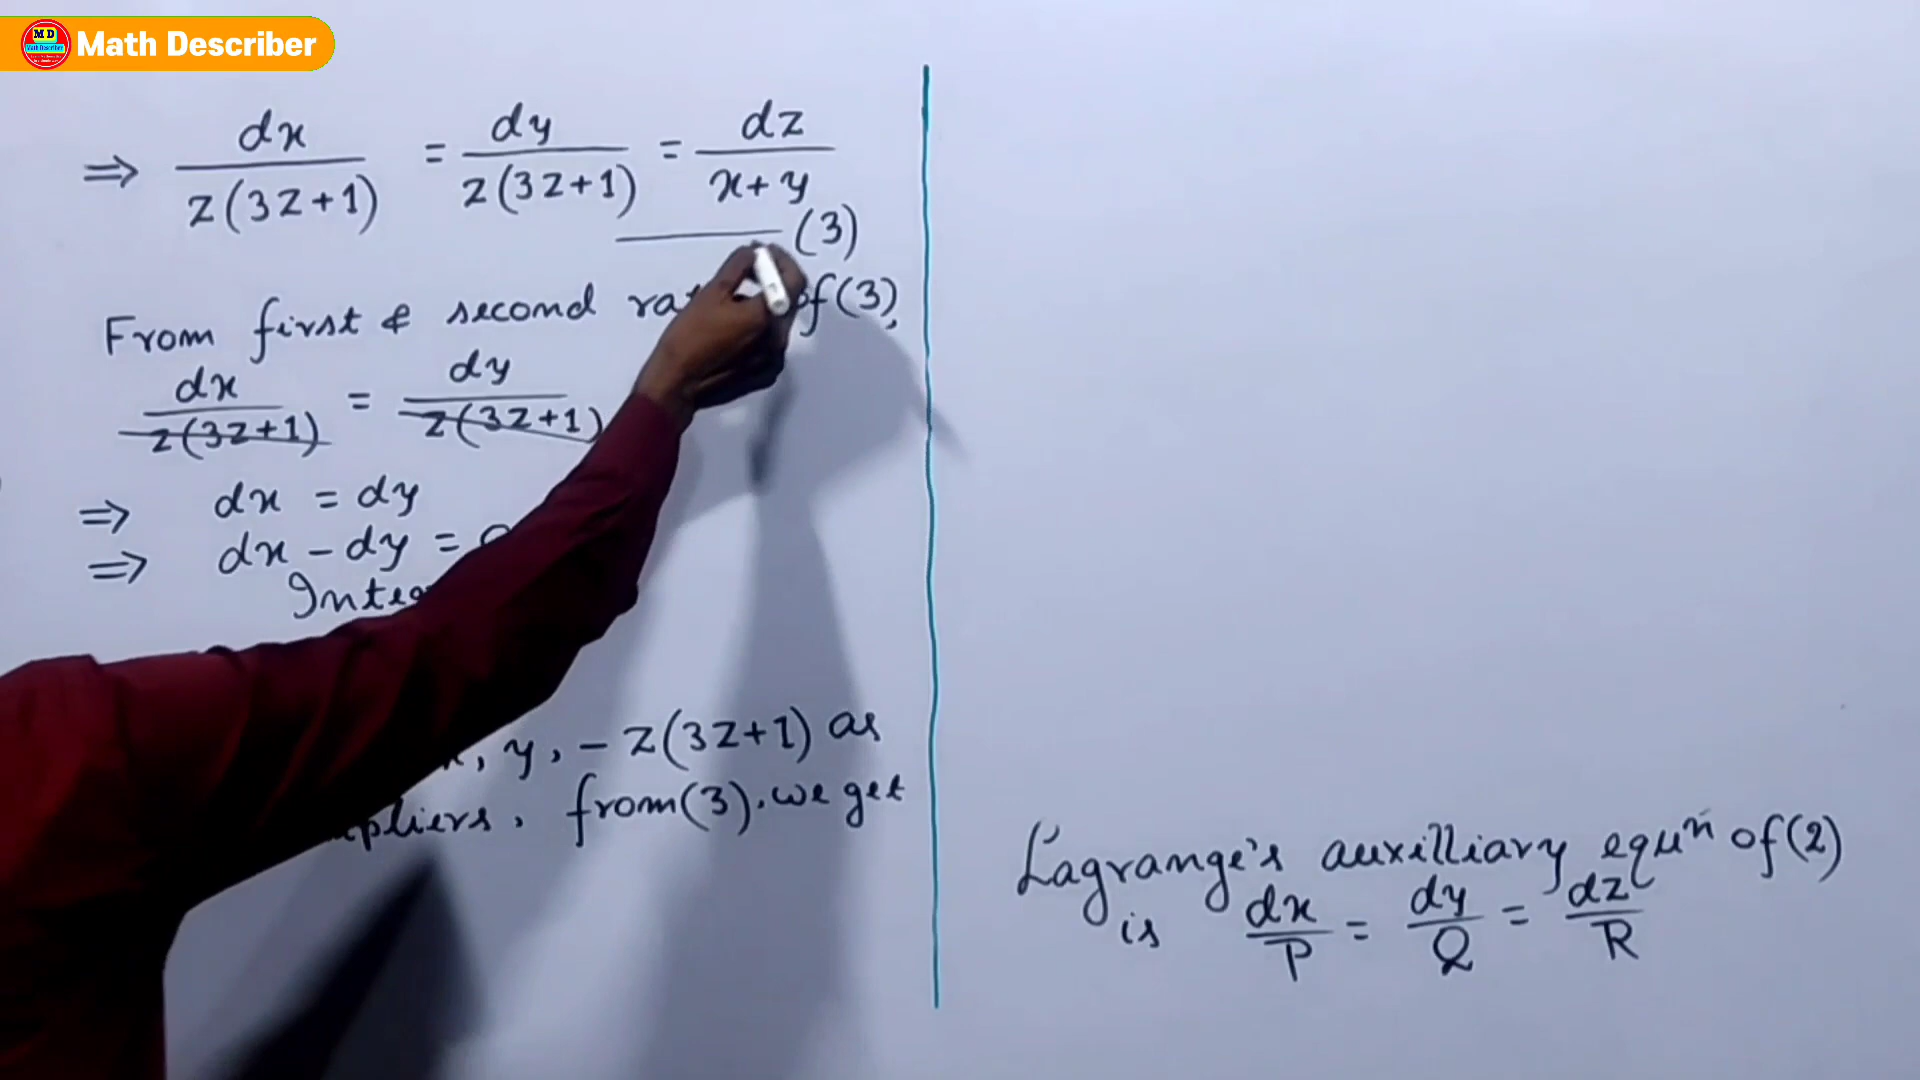 M D
Math Describer
Math Describer
⇒ dx/z(3z+1) = dy/z(3z+1) = dz/x+y
(3)
From first & second of (3),
dx/z(3z+1) = dy/z(3z+1)
⇒ dx = dy
⇒ dx - dy =
, y, - z(3z+1) as
from (3). we get
Lagrange's auxilliary equⁿ of (2)
is dx/P = dy/Q = dz/R